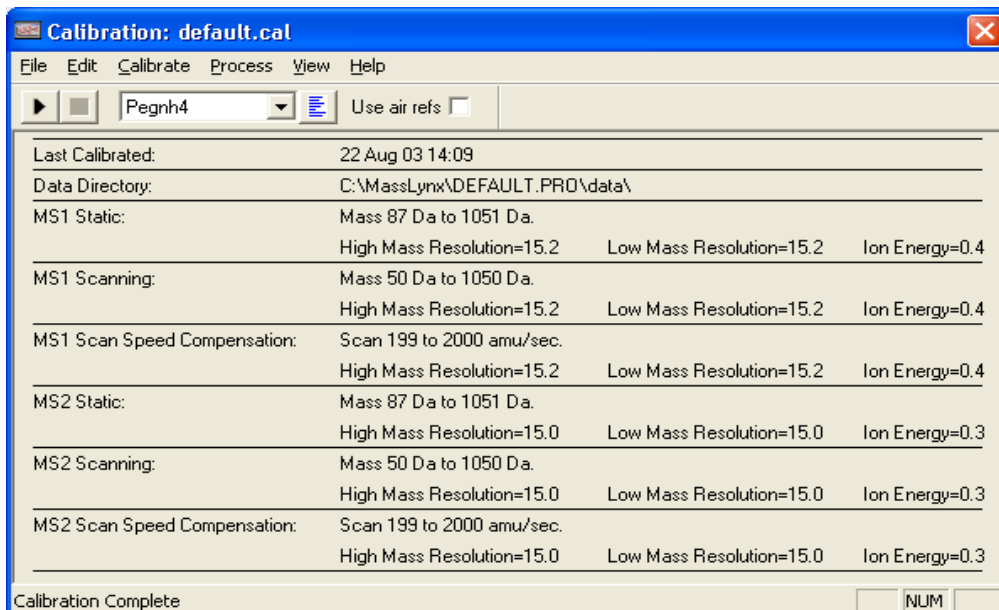 Calibration: default.cal
File Edit Calibrate Process View Help
Pegnh4 Use air refs
Last Calibrated: 22 Aug 03 14:09
Data Directory: C:\MassLynx\DEFAULT.PRO\data\
MS1 Static: Mass 87 Da to 1051 Da.
High Mass Resolution=15.2 Low Mass Resolution=15.2 Ion Energy=0.4
MS1 Scanning: Mass 50 Da to 1050 Da.
High Mass Resolution=15.2 Low Mass Resolution=15.2 Ion Energy=0.4
MS1 Scan Speed Compensation: Scan 199 to 2000 amu/sec.
High Mass Resolution=15.2 Low Mass Resolution=15.2 Ion Energy=0.4
MS2 Static: Mass 87 Da to 1051 Da.
High Mass Resolution=15.0 Low Mass Resolution=15.0 Ion Energy=0.3
MS2 Scanning: Mass 50 Da to 1050 Da.
High Mass Resolution=15.0 Low Mass Resolution=15.0 Ion Energy=0.3
MS2 Scan Speed Compensation: Scan 199 to 2000 amu/sec.
High Mass Resolution=15.0 Low Mass Resolution=15.0 Ion Energy=0.3
Calibration Complete NUM